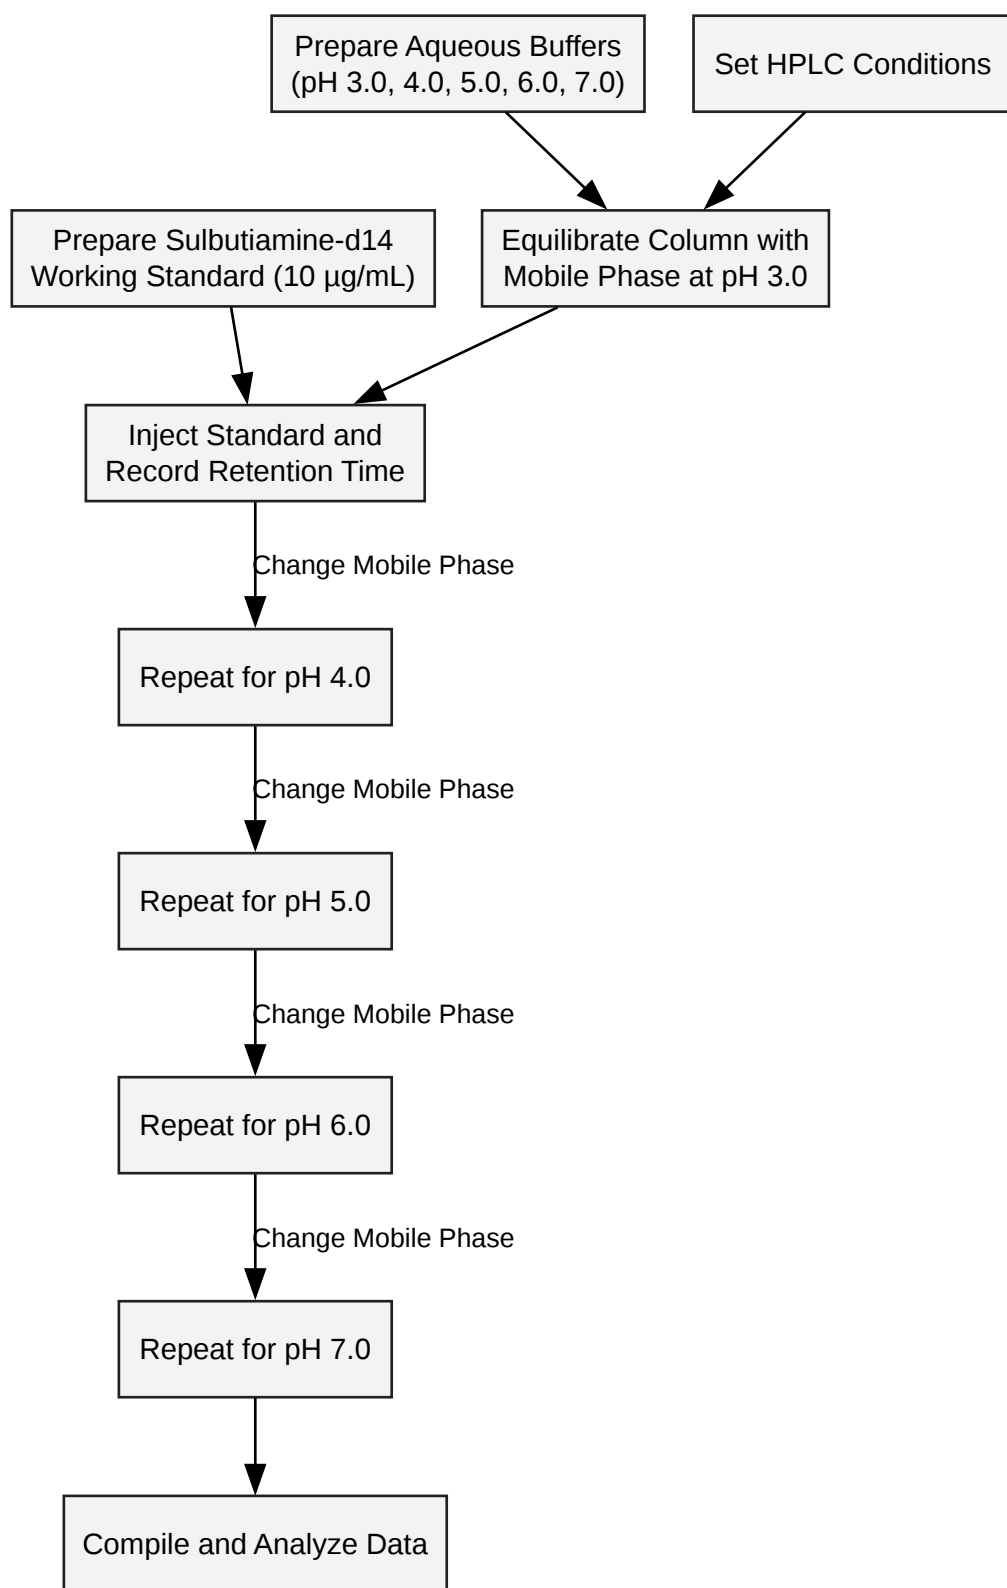 Prepare Aqueous Buffers
(pH 3.0, 4.0, 5.0, 6.0, 7.0)
Set HPLC Conditions
Prepare Sulbutiamine-d14
Working Standard (10 µg/mL)
Equilibrate Column with
Mobile Phase at pH 3.0
Inject Standard and
Record Retention Time
Change Mobile Phase
Repeat for pH 4.0
Change Mobile Phase
Repeat for pH 5.0
Change Mobile Phase
Repeat for pH 6.0
Change Mobile Phase
Repeat for pH 7.0
Compile and Analyze Data